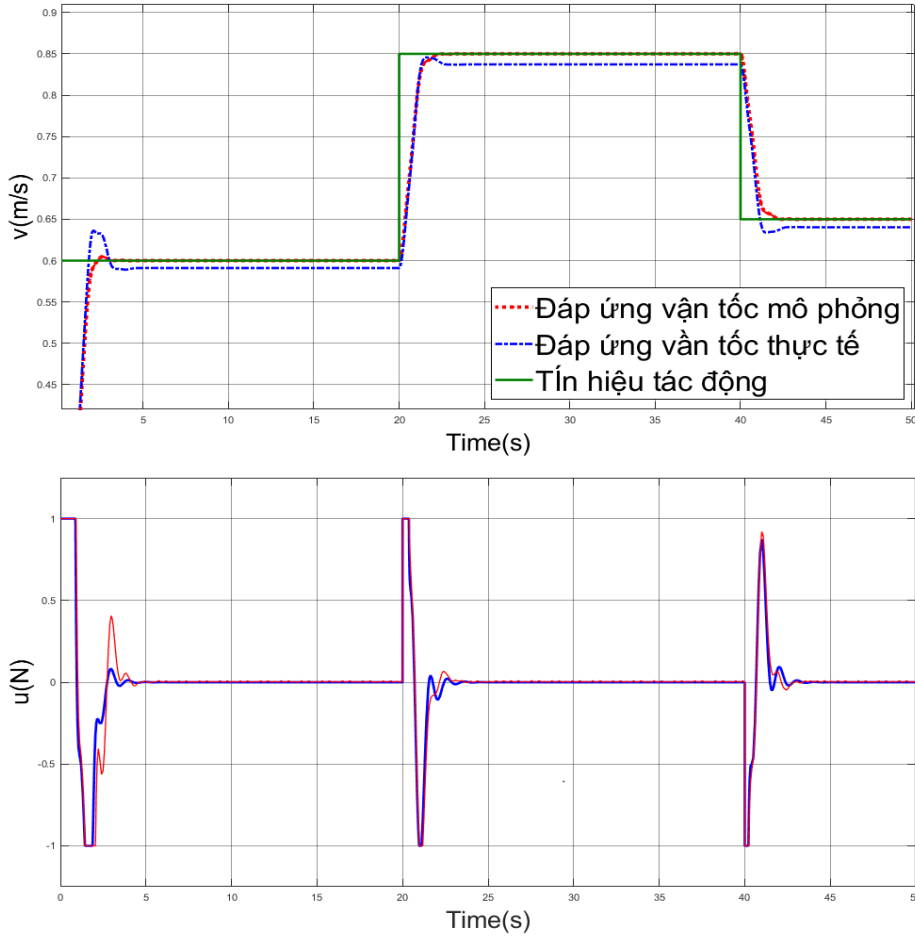 0.9
0.85
0.8
0.75
0.7
0.65
0.6
0.55
0.5
0.45
v(m/s)
Đáp ứng vận tốc mô phỏng
Đáp ứng vần tốc thực tế
TÍn hiệu tác động
5 10 15 20 25 30 35 40 45 50
Time(s)
1
0.5
0
-0.5
-1
u(N)
0 5 10 15 20 25 30 35 40 45 50
Time(s)